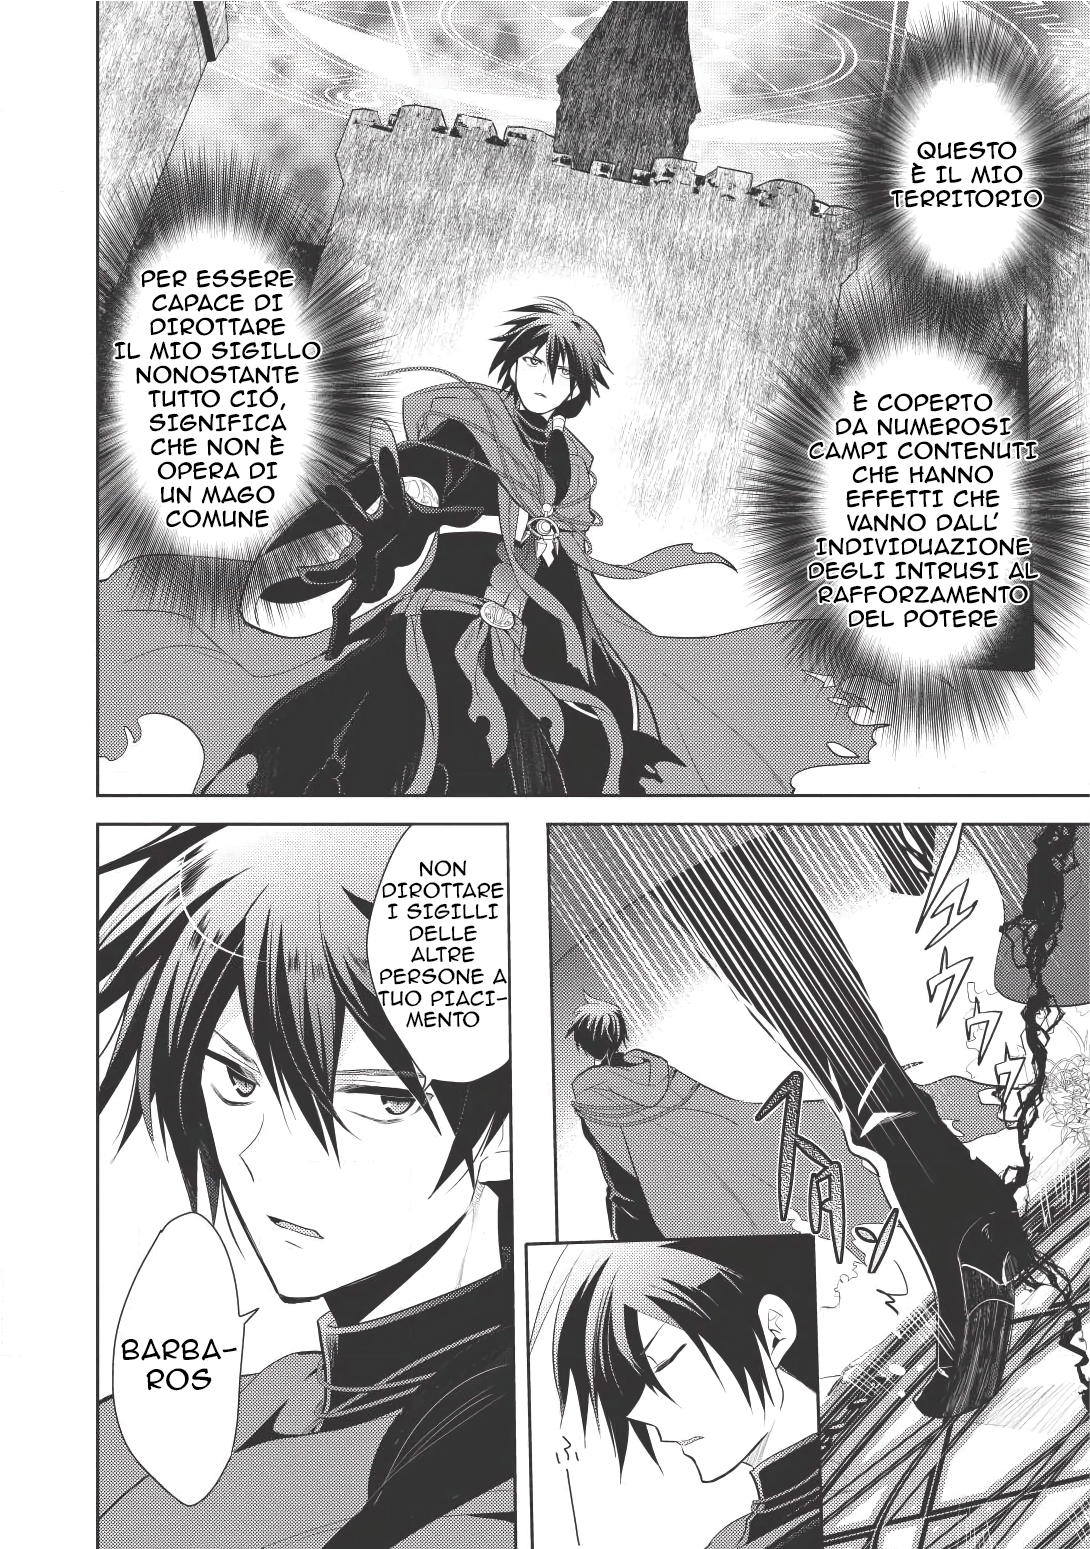 QUESTO
È IL MIO
TERRITORIO
È COPERTO
DA NUMEROSI
CAMPI CONTENUTI
CHE HANNO
EFFETTI CHE
VANNO DALL'
INDIVIDUAZIONE
DEGLI INTRUSI AL
RAFFORZAMENTO
DEL POTERE
PER ESSERE
CAPACE DI
DIROTTARE
IL MIO SIGILLO
NONOSTANTE
TUTTO CIÓ,
SIGNIFICA
CHE NON È
OPERA DI
UN MAGO
COMUNE
ふー
NON
DIROTTARE
I SIGILLI
DELLE
ALTRE
PERSONE A
TUO PIACI-
MENTO
BARBA-
ROS